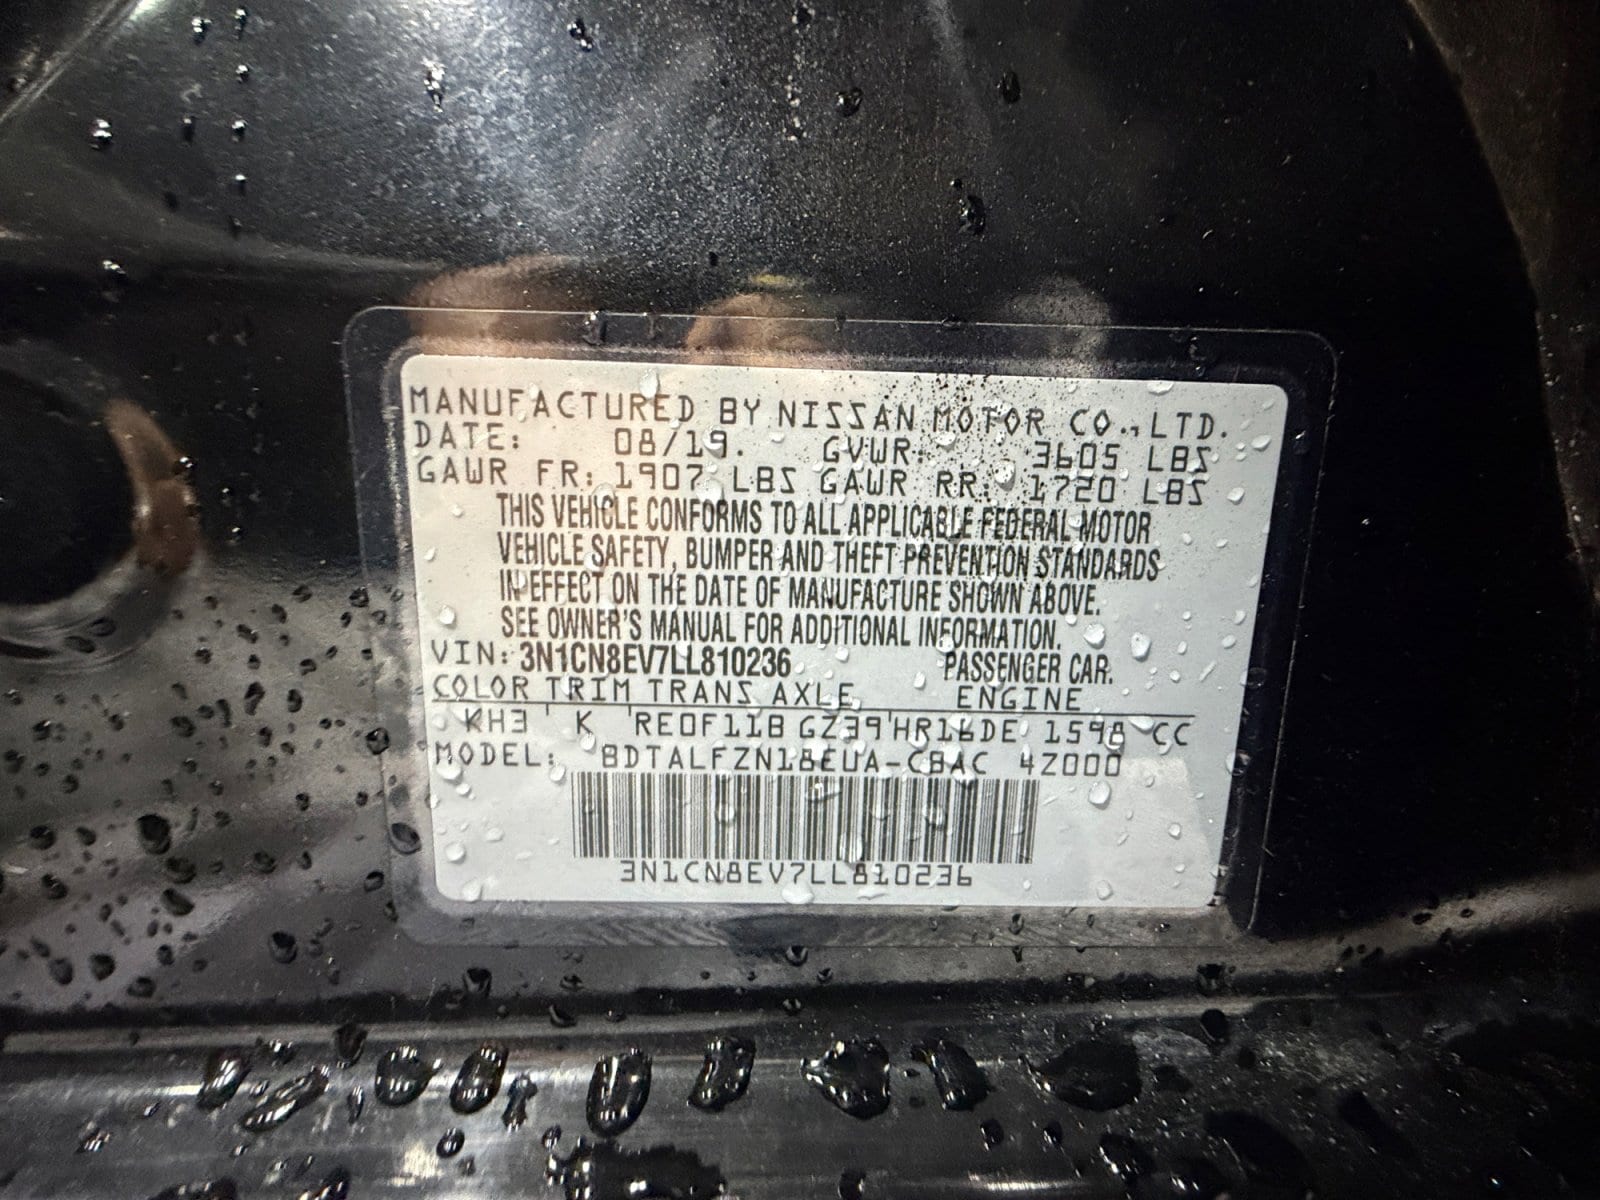 MANUFACTURED BY NISSAN MOTOR CO., LTD.
DATE: 08/19. GVWR: 3605 LBS
GAWR FR: 1907 LBS GAWR RR: 1720 LBS
THIS VEHICLE CONFORMS TO ALL APPLICABLE FEDERAL MOTOR
VEHICLE SAFETY, BUMPER AND THEFT PREVENTION STANDARDS
IN EFFECT ON THE DATE OF MANUFACTURE SHOWN ABOVE.
SEE OWNER'S MANUAL FOR ADDITIONAL INFORMATION.
VIN: 3N1CN8EV7LL810236 PASSENGER CAR.
COLOR TRIM TRANS AXLE ENGINE
KH3 K RE0F11B GZ39 HR16DE 1598 CC
MODEL: BDTALFZN18EUA-CBAC 4Z000
3N1CN8EV7LL810236